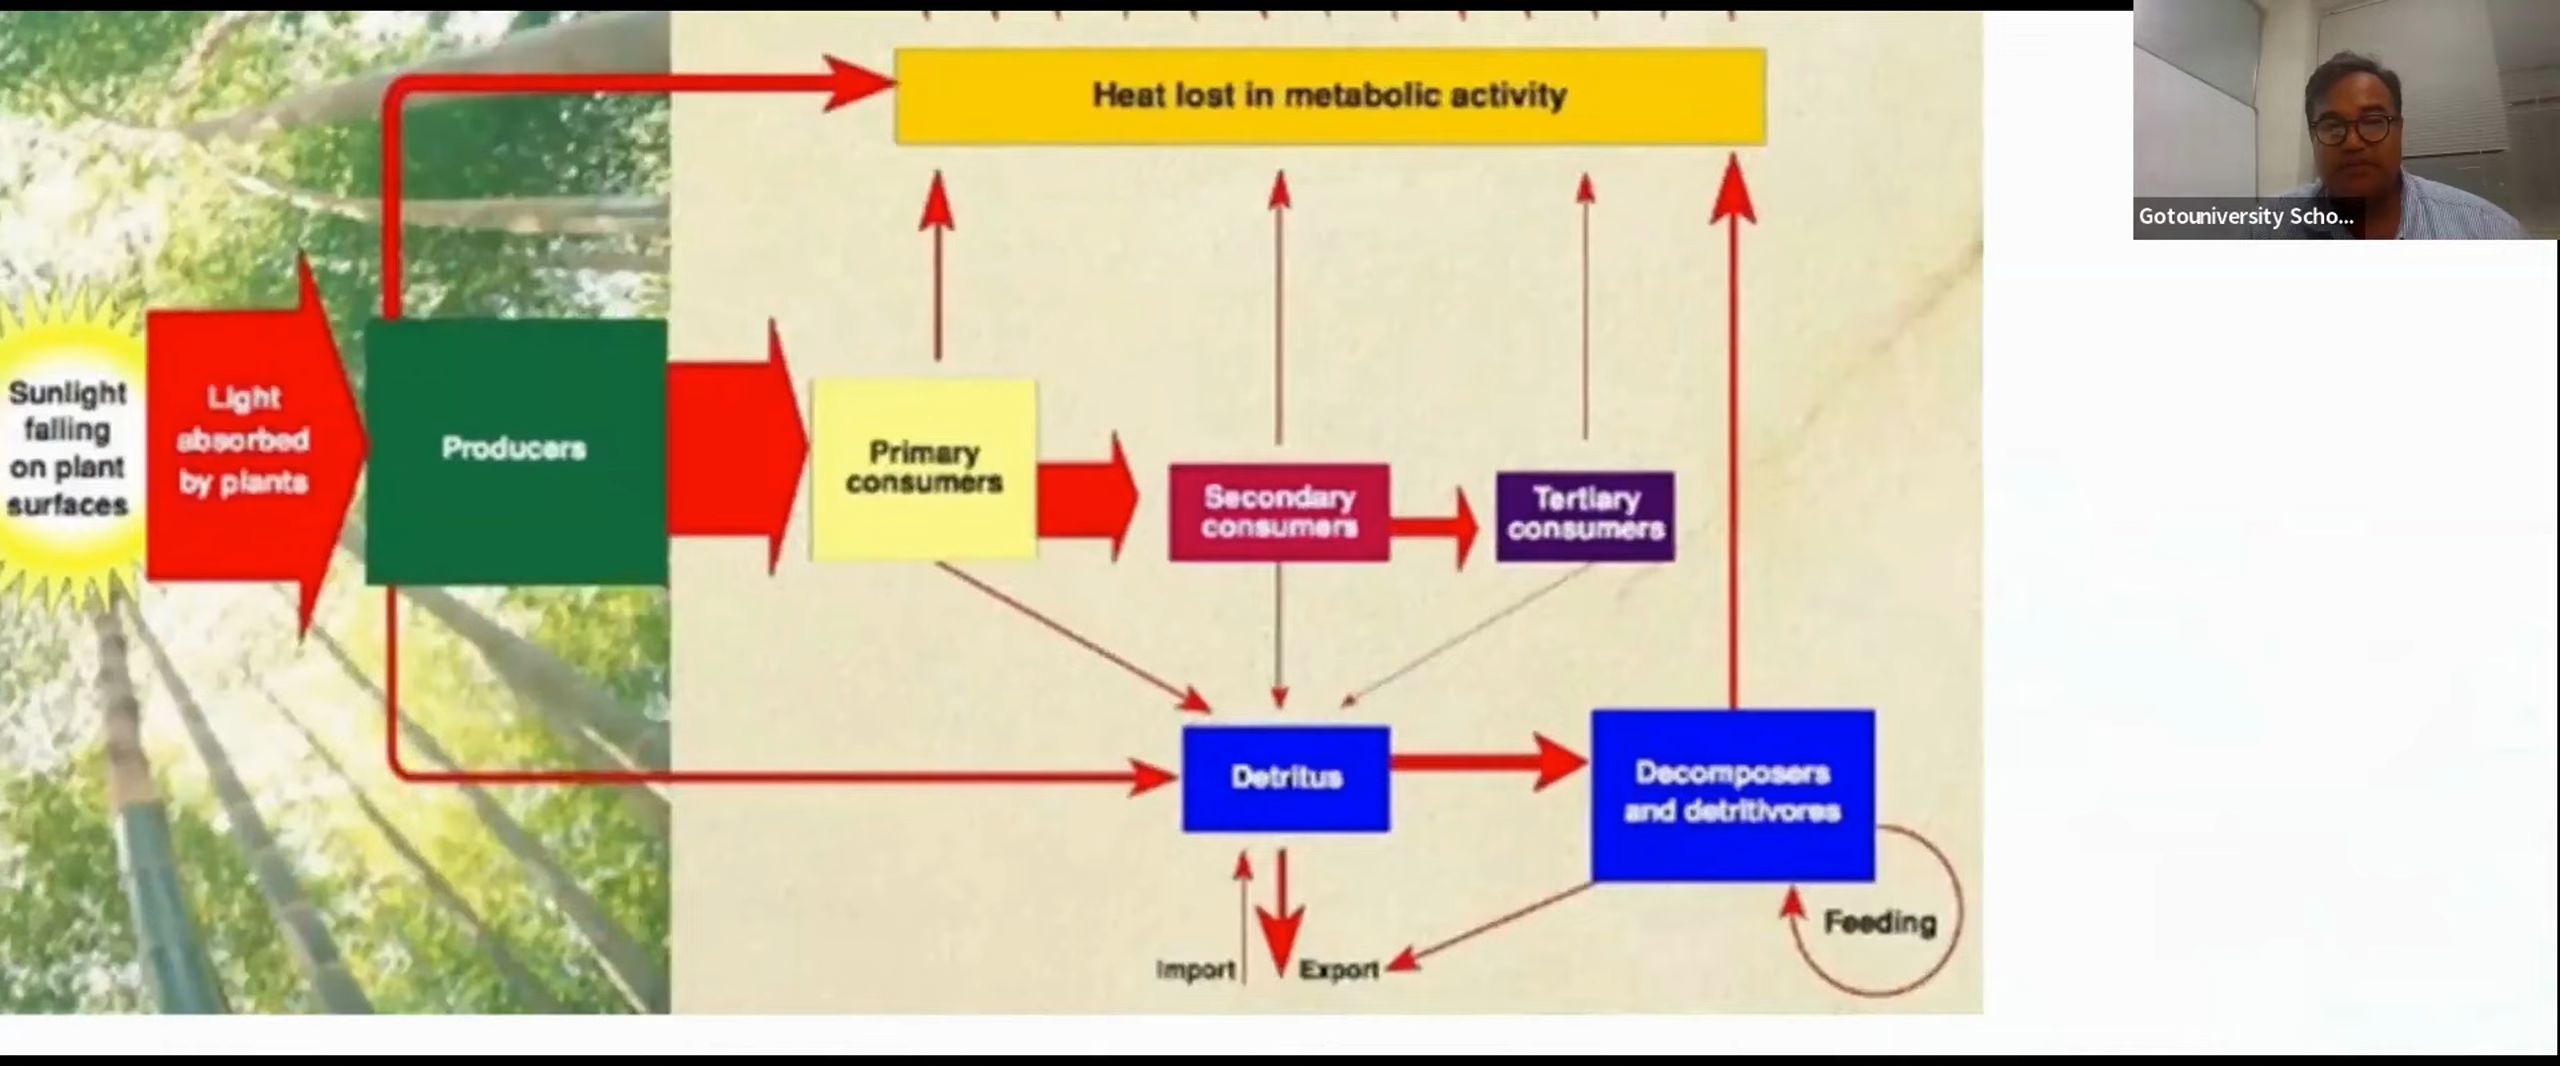 Heat lost in metabolic activity
Gotouniversity Scho...
Sunlight
falling
on plant
surfaces
Light
absorbed
by plants
Producers
Primary
consumers
Secondary
consumers
Tertiary
consumers
Detritus
Decomposers
and detritivores
Feeding
Import
Export